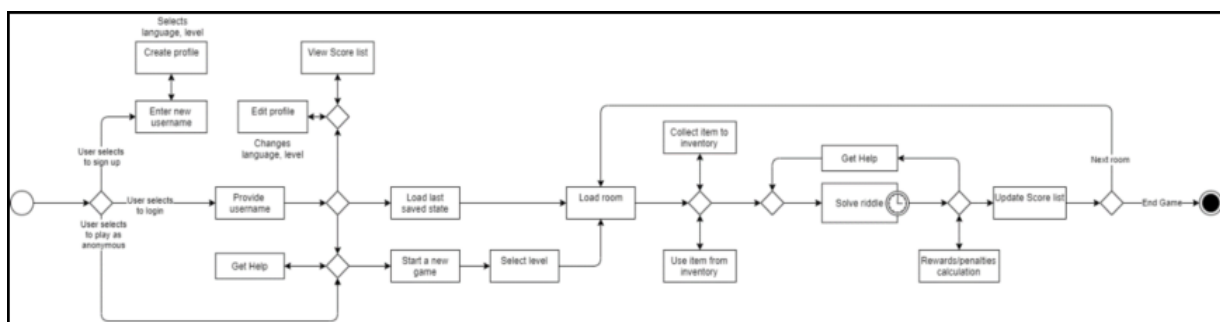 Selects
language, level
Create profile
Enter new
username
View Score list
Edit profile
Changes
language, level
User selects
to sign up
User selects
to login
User selects
to play as
anonymous
Provide
username
Load last
saved state
Get Help
Start a new
game
Select level
Load room
Collect item to
inventory
Use item from
inventory
Get Help
Solve riddle
Rewards/penalties
calculation
Update Score list
Next room
End Game